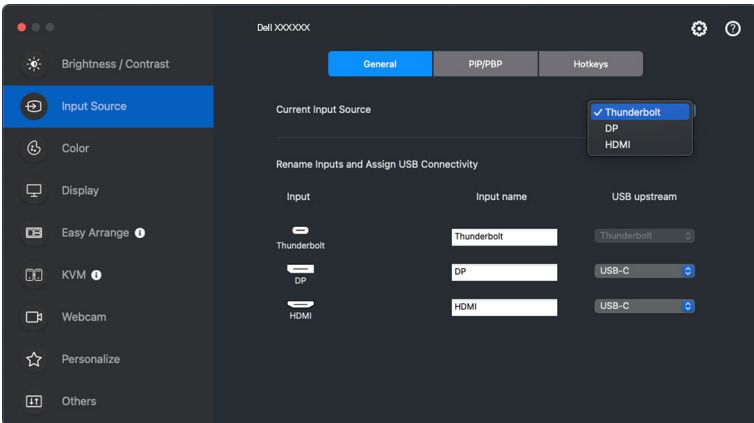 Dell XXXXXX
Brightness / Contrast
Input Source
Color
Display
Easy Arrange
KVM
Webcam
Personalize
Others
General
PIP/PBP
Hotkeys
Current Input Source
✓ Thunderbolt
DP
HDMI
Rename Inputs and Assign USB Connectivity
Input
Input name
USB upstream
Thunderbolt
Thunderbolt
Thunderbolt
DP
DP
USB-C
HDMI
HDMI
USB-C